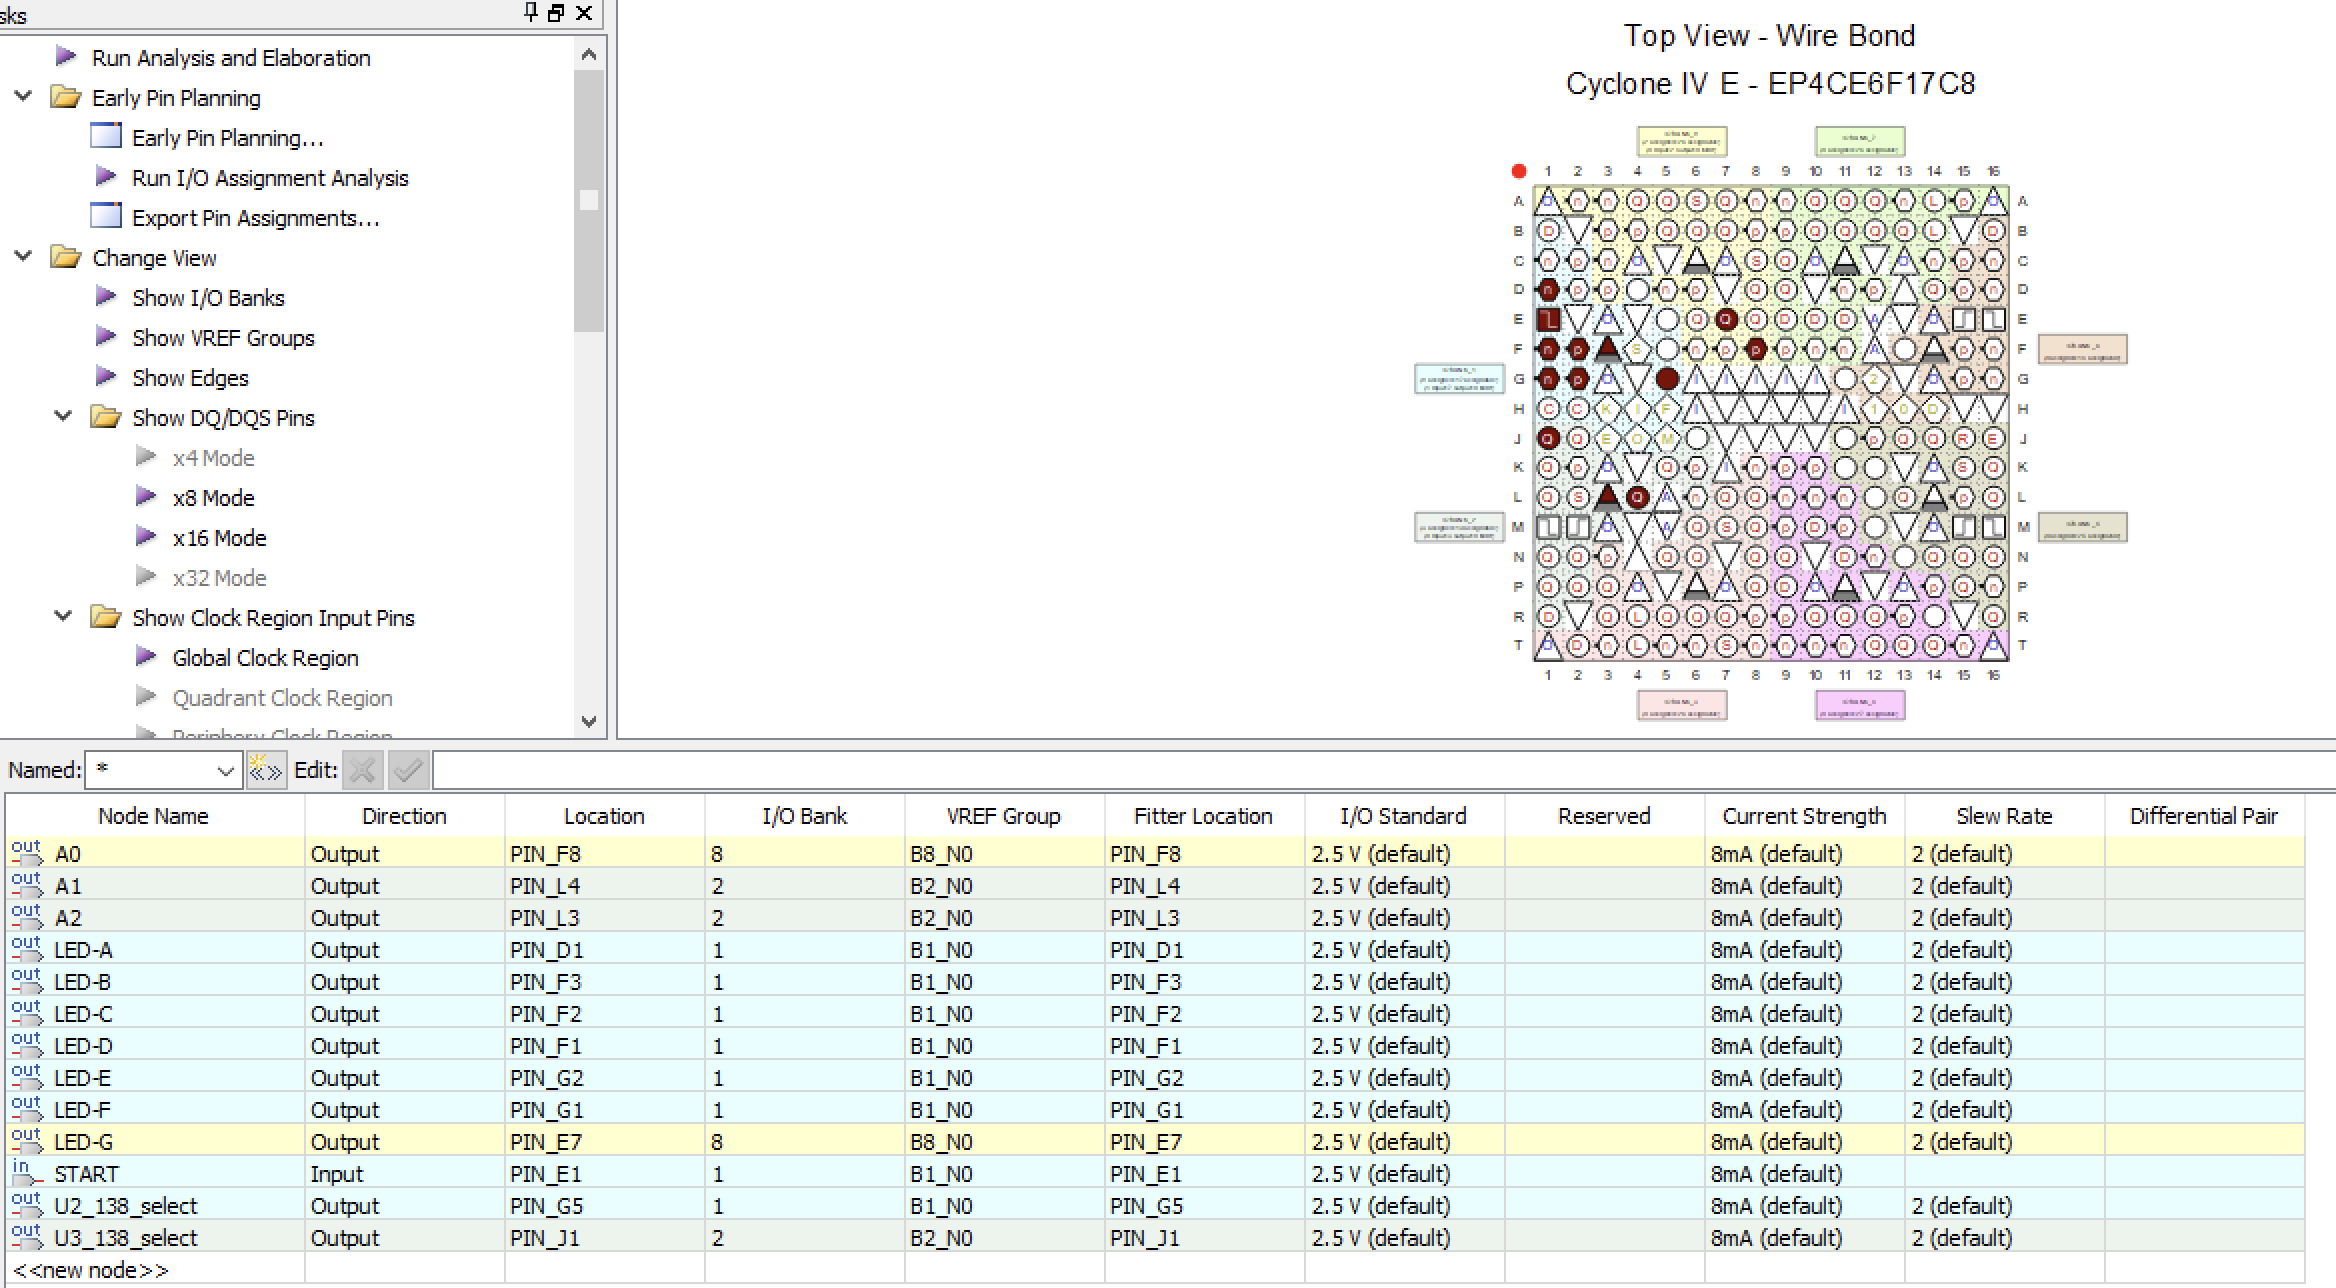 sks
Run Analysis and Elaboration
Early Pin Planning
Early Pin Planning...
Run I/O Assignment Analysis
Export Pin Assignments...
Change View
Show I/O Banks
Show VREF Groups
Show Edges
Show DQ/DQS Pins
x4 Mode
x8 Mode
x16 Mode
x32 Mode
Show Clock Region Input Pins
Global Clock Region
Quadrant Clock Region
Periphery Clock Region
Top View - Wire Bond
Cyclone IV E - EP4CE6F17C8
1 2 3 4 5 6 7 8 9 10 11 12 13 14 15 16
A A
B B
C C
D D
E E
F F
G G
H H
J J
K K
L L
M M
N N
P P
R R
T T
1 2 3 4 5 6 7 8 9 10 11 12 13 14 15 16
Named: * «» Edit:
Node Name Direction Location I/O Bank VREF Group Fitter Location I/O Standard Reserved Current Strength Slew Rate Differential Pair
out A0 Output PIN_F8 8 B8_N0 PIN_F8 2.5 V (default) 8mA (default) 2 (default)
out A1 Output PIN_L4 2 B2_N0 PIN_L4 2.5 V (default) 8mA (default) 2 (default)
out A2 Output PIN_L3 2 B2_N0 PIN_L3 2.5 V (default) 8mA (default) 2 (default)
out LED-A Output PIN_D1 1 B1_N0 PIN_D1 2.5 V (default) 8mA (default) 2 (default)
out LED-B Output PIN_F3 1 B1_N0 PIN_F3 2.5 V (default) 8mA (default) 2 (default)
out LED-C Output PIN_F2 1 B1_N0 PIN_F2 2.5 V (default) 8mA (default) 2 (default)
out LED-D Output PIN_F1 1 B1_N0 PIN_F1 2.5 V (default) 8mA (default) 2 (default)
out LED-E Output PIN_G2 1 B1_N0 PIN_G2 2.5 V (default) 8mA (default) 2 (default)
out LED-F Output PIN_G1 1 B1_N0 PIN_G1 2.5 V (default) 8mA (default) 2 (default)
out LED-G Output PIN_E7 8 B8_N0 PIN_E7 2.5 V (default) 8mA (default) 2 (default)
in START Input PIN_E1 1 B1_N0 PIN_E1 2.5 V (default) 8mA (default)
out U2_138_select Output PIN_G5 1 B1_N0 PIN_G5 2.5 V (default) 8mA (default) 2 (default)
out U3_138_select Output PIN_J1 2 B2_N0 PIN_J1 2.5 V (default) 8mA (default) 2 (default)
<<new node>>